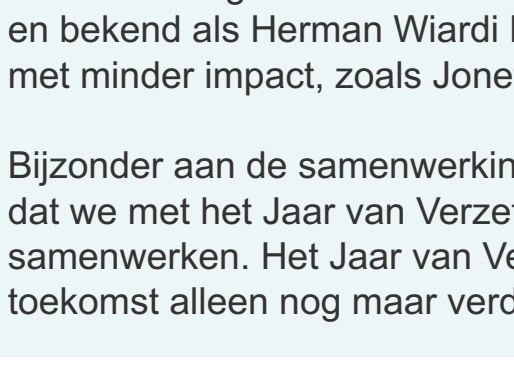 en bekend als Herman Wiardi
met minder impact, zoals Jone
Bijzonder aan de samenwerkin
dat we met het Jaar van Verze
samenwerken. Het Jaar van Ve
toekomst alleen nog maar verd